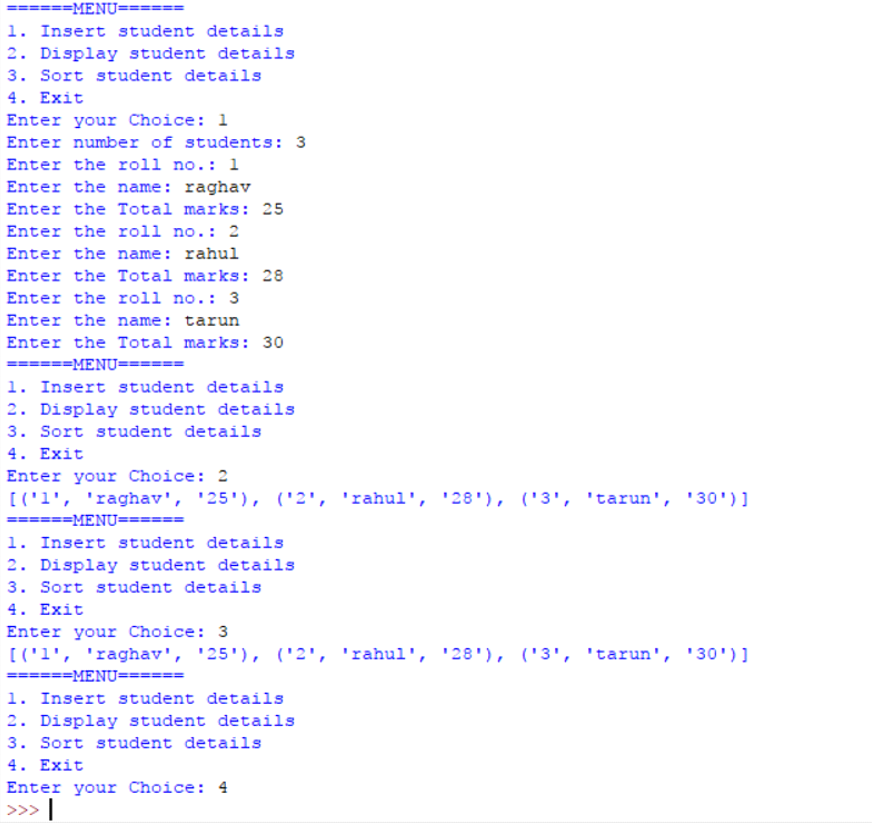 ======MENU======
1. Insert student details
2. Display student details
3. Sort student details
4. Exit
Enter your Choice: 1
Enter number of students: 3
Enter the roll no.: 1
Enter the name: raghav
Enter the Total marks: 25
Enter the roll no.: 2
Enter the name: rahul
Enter the Total marks: 28
Enter the roll no.: 3
Enter the name: tarun
Enter the Total marks: 30
======MENU======
1. Insert student details
2. Display student details
3. Sort student details
4. Exit
Enter your Choice: 2
[('1', 'raghav', '25'), ('2', 'rahul', '28'), ('3', 'tarun', '30')]
======MENU======
1. Insert student details
2. Display student details
3. Sort student details
4. Exit
Enter your Choice: 3
[('1', 'raghav', '25'), ('2', 'rahul', '28'), ('3', 'tarun', '30')]
======MENU======
1. Insert student details
2. Display student details
3. Sort student details
4. Exit
Enter your Choice: 4
>>>